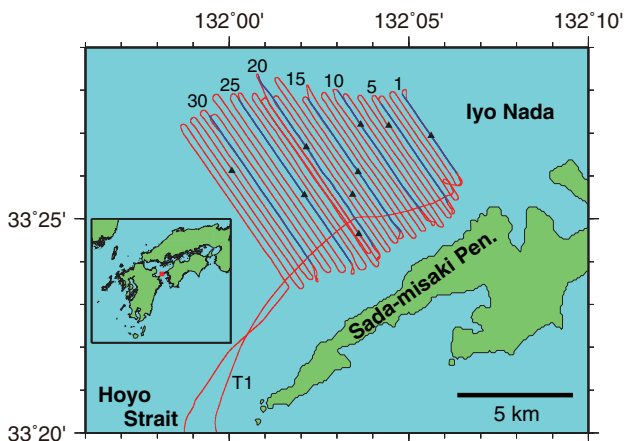 132˚00'
132˚05'
132˚10'
20
15
25
10
5
1
30
Iyo Nada
33˚25'
Sada-misaki Pen.
T1
Hoyo
Strait
5 km
33˚20'